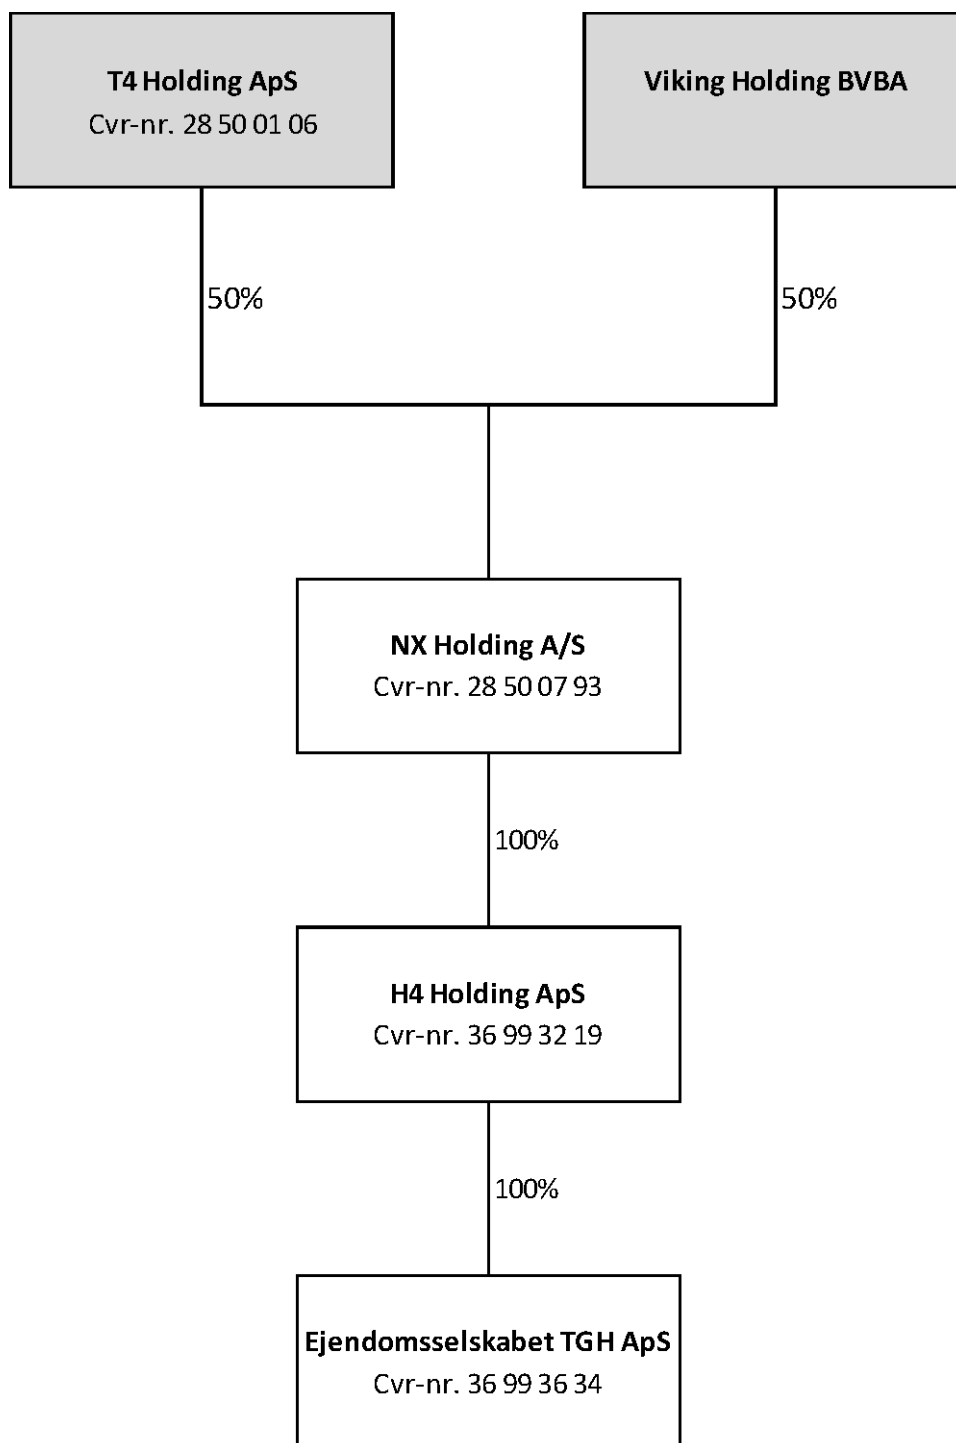 T4 Holding ApS
Cvr-nr. 28 50 01 06
Viking Holding BVBA
50%
50%
NX Holding A/S
Cvr-nr. 28 50 07 93
100%
H4 Holding ApS
Cvr-nr. 36 99 32 19
100%
Ejendomsselskabet TGH ApS
Cvr-nr. 36 99 36 34